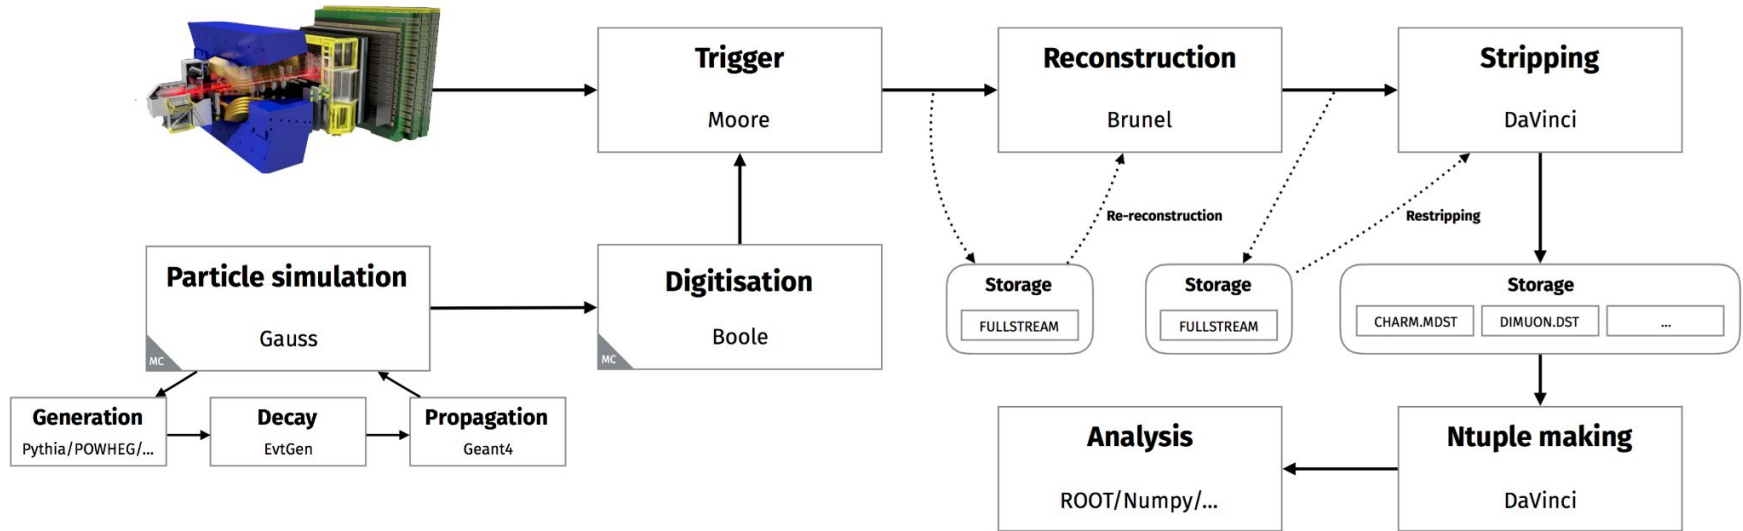 Trigger
Moore
Reconstruction
Brunel
Stripping
DaVinci
Re-reconstruction
Restripping
Particle simulation
Gauss
MC
Digitisation
Boole
MC
Storage
FULLSTREAM
Storage
FULLSTREAM
Storage
CHARM.MDST
DIMUON.DST
...
Generation
Pythia/POWHEG/...
Decay
EvtGen
Propagation
Geant4
Analysis
ROOT/Numpy/...
Ntuple making
DaVinci